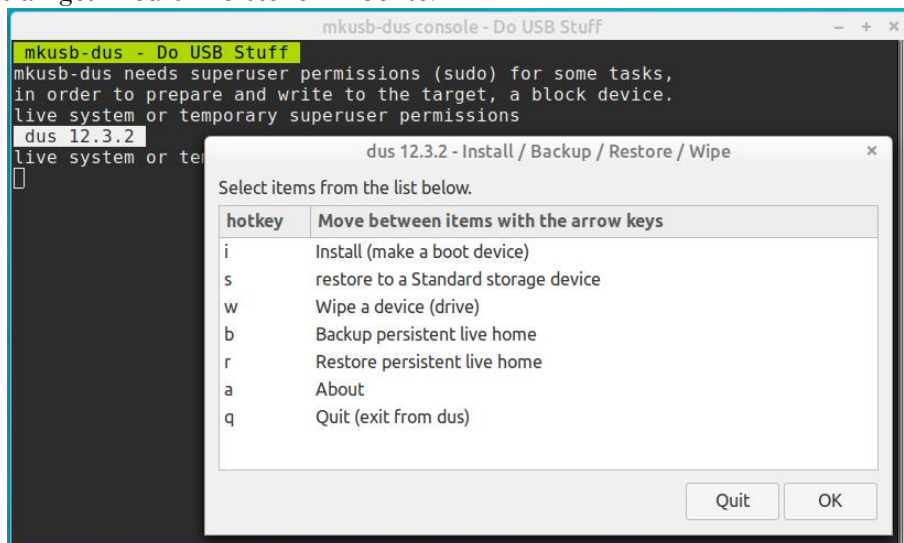 mkusb-dus console - Do USB Stuff
mkusb-dus - Do USB Stuff
mkusb-dus needs superuser permissions (sudo) for some tasks,
in order to prepare and write to the target, a block device.
live system or temporary superuser permissions
dus 12.3.2
live system or te
dus 12.3.2 - Install / Backup / Restore / Wipe
Select items from the list below.
hotkey Move between items with the arrow keys
i Install (make a boot device)
s restore to a Standard storage device
w Wipe a device (drive)
b Backup persistent live home
r Restore persistent live home
a About
q Quit (exit from dus)
Quit OK